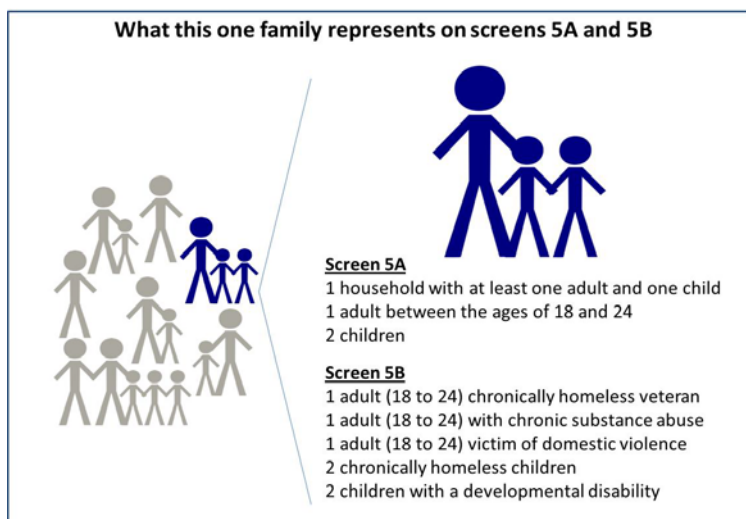 What this one family represents on screens 5A and 5B
Screen 5A
1 household with at least one adult and one child
1 adult between the ages of 18 and 24
2 children
Screen 5B
1 adult (18 to 24) chronically homeless veteran
1 adult (18 to 24) with chronic substance abuse
1 adult (18 to 24) victim of domestic violence
2 chronically homeless children
2 children with a developmental disability